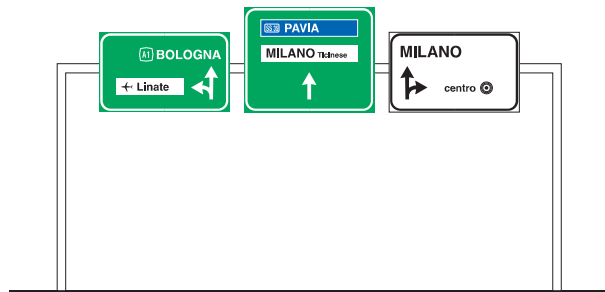 A1 BOLOGNA
Linate
PAVIA
MILANO Ticinese
MILANO
centro